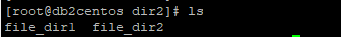 [root@db2centos dir2]# ls
file_dir1  file_dir2